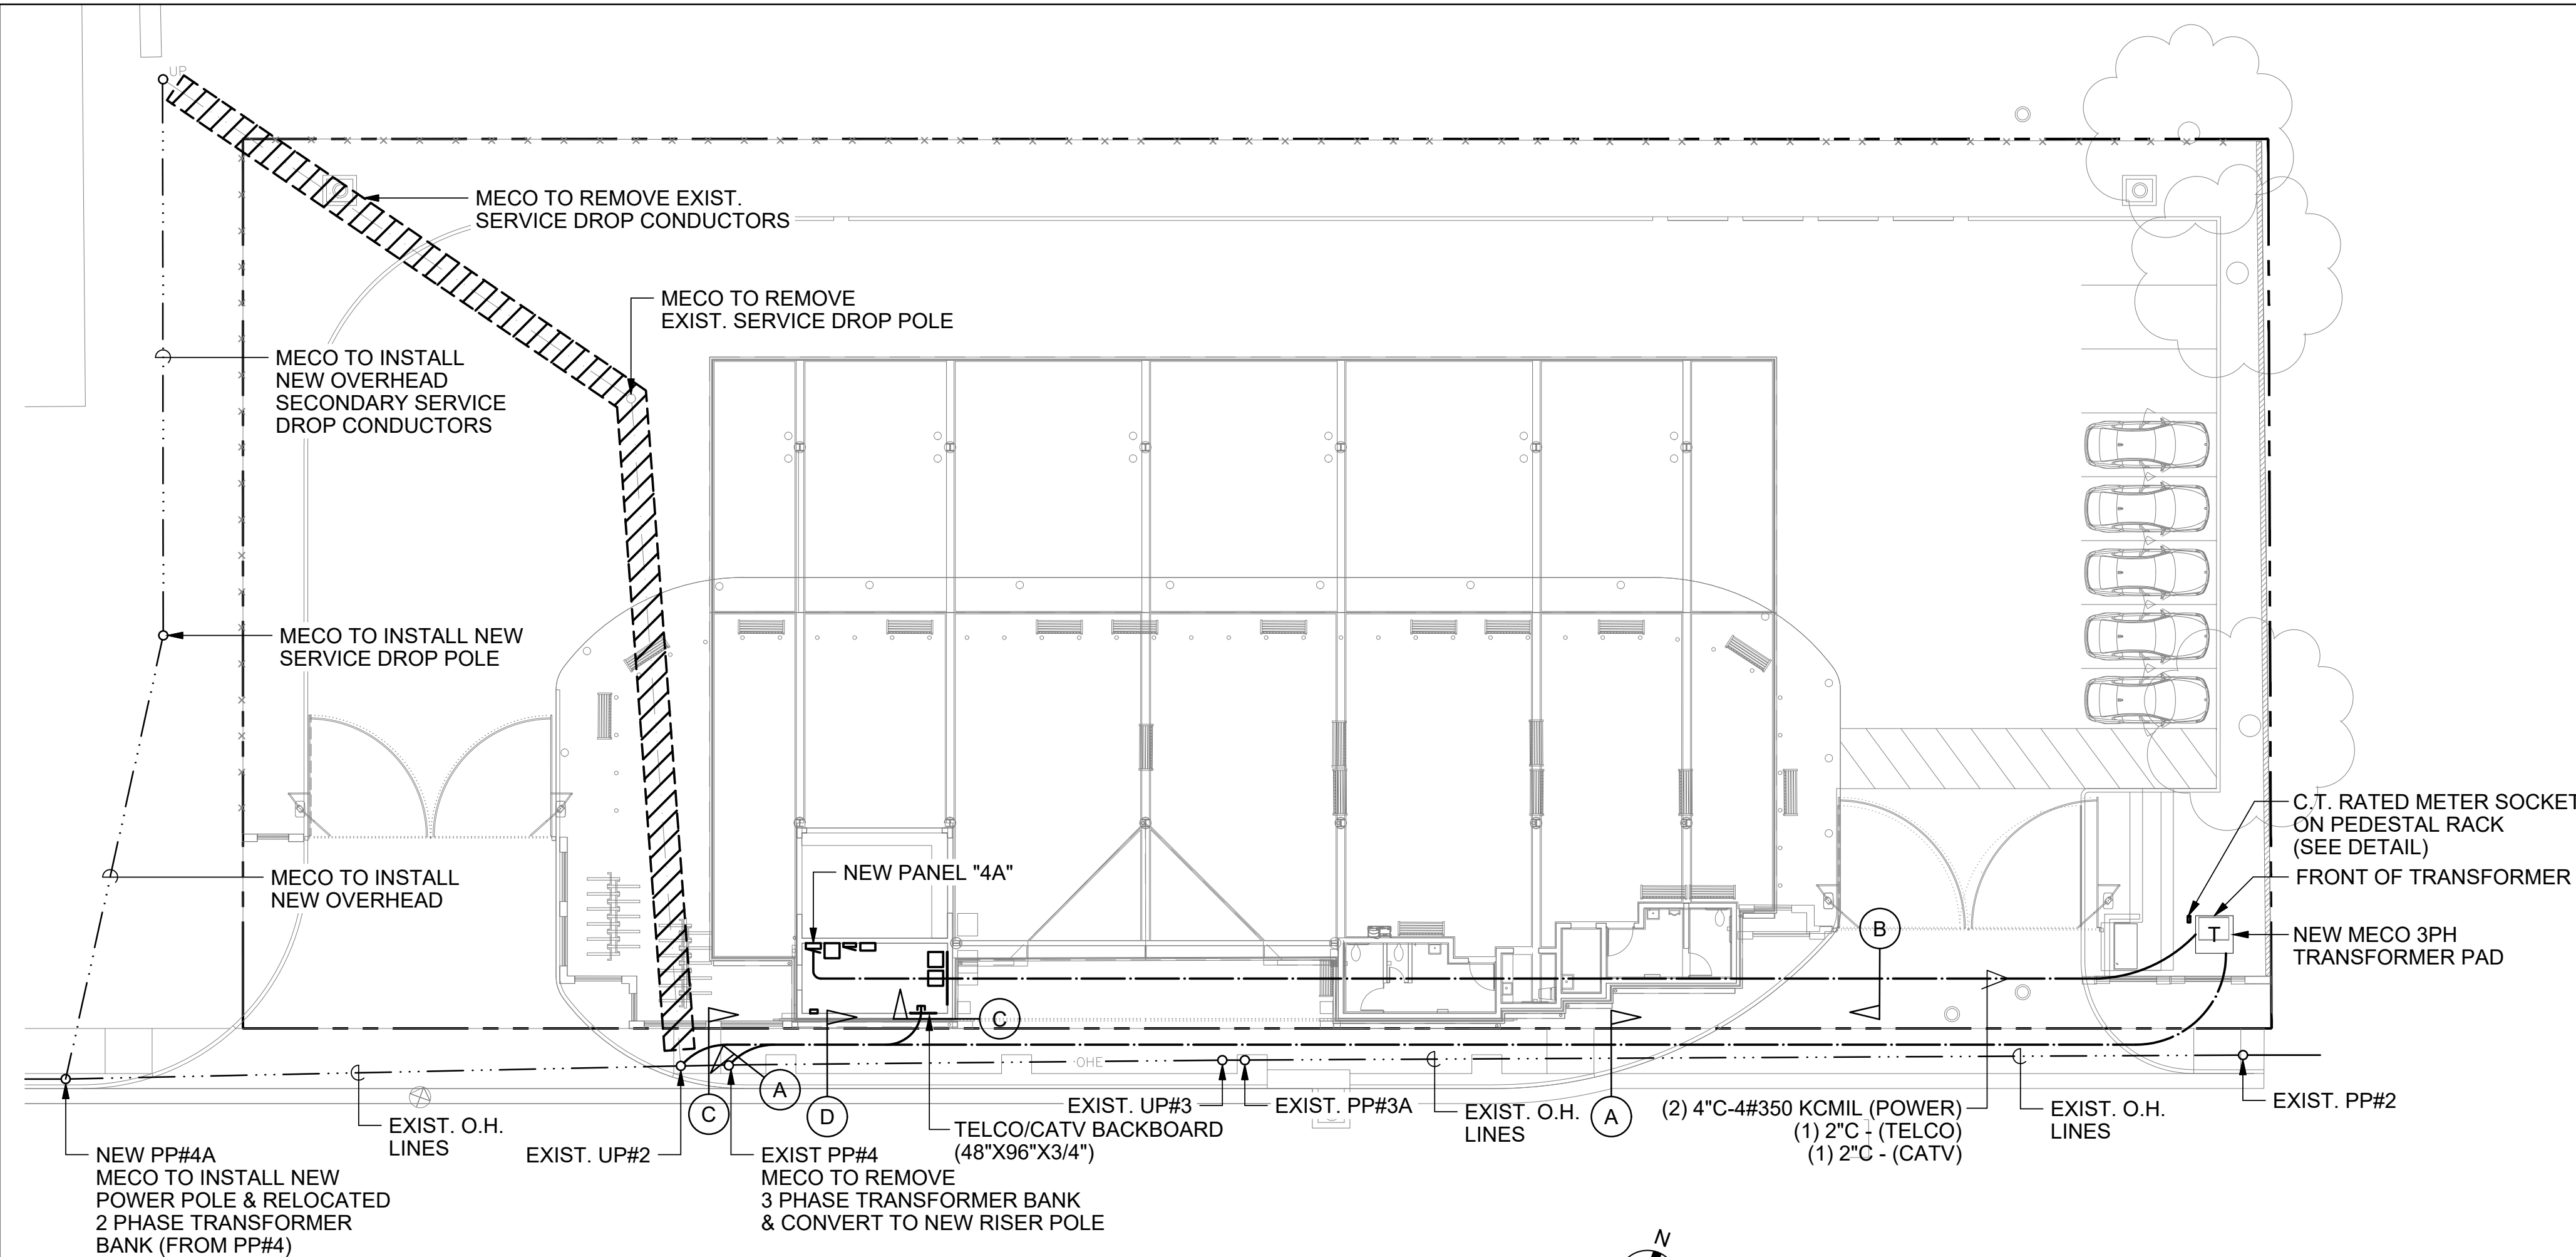 UP
MECO TO REMOVE EXIST.
SERVICE DROP CONDUCTORS
MECO TO REMOVE
EXIST. SERVICE DROP POLE
MECO TO INSTALL
NEW OVERHEAD
SECONDARY SERVICE
DROP CONDUCTORS
MECO TO INSTALL NEW
SERVICE DROP POLE
MECO TO INSTALL
NEW OVERHEAD
NEW PANEL "4A"
C.T. RATED METER SOCKET
ON PEDESTAL RACK
(SEE DETAIL)
FRONT OF TRANSFORMER
B
T
NEW MECO 3PH
TRANSFORMER PAD
C
OHE
A
C
D
A
EXIST. O.H.
LINES
EXIST. UP#2
EXIST. UP#3
EXIST. PP#3A
EXIST. O.H.
LINES
(2) 4"C-4#350 KCMIL (POWER)
(1) 2"C - (TELCO)
(1) 2"C - (CATV)
EXIST. O.H.
LINES
EXIST. PP#2
TELCO/CATV BACKBOARD
(48"X96"X3/4")
NEW PP#4A
MECO TO INSTALL NEW
POWER POLE & RELOCATED
2 PHASE TRANSFORMER
BANK (FROM PP#4)
EXIST PP#4
MECO TO REMOVE
3 PHASE TRANSFORMER BANK
& CONVERT TO NEW RISER POLE
N